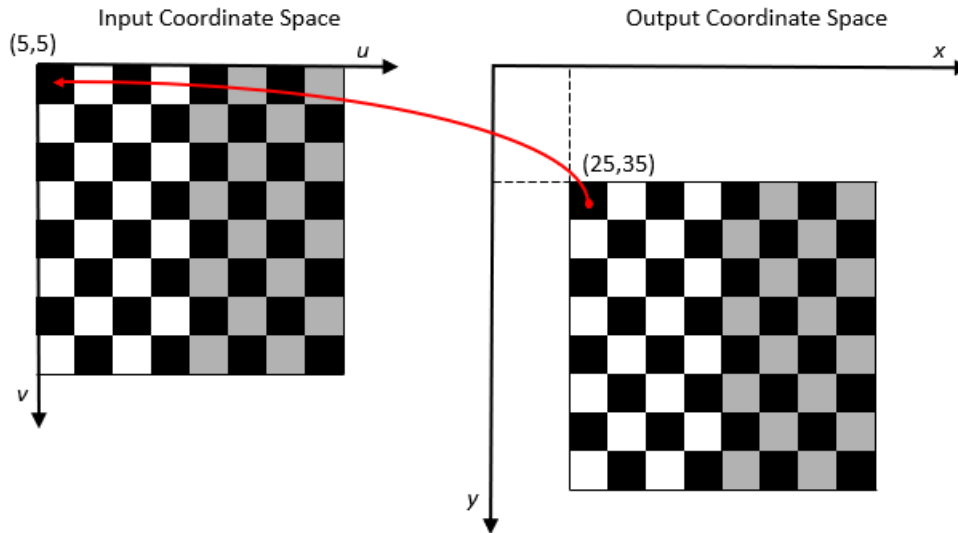 Input Coordinate Space
Output Coordinate Space
(5,5)
u
x
(25,35)
v
y